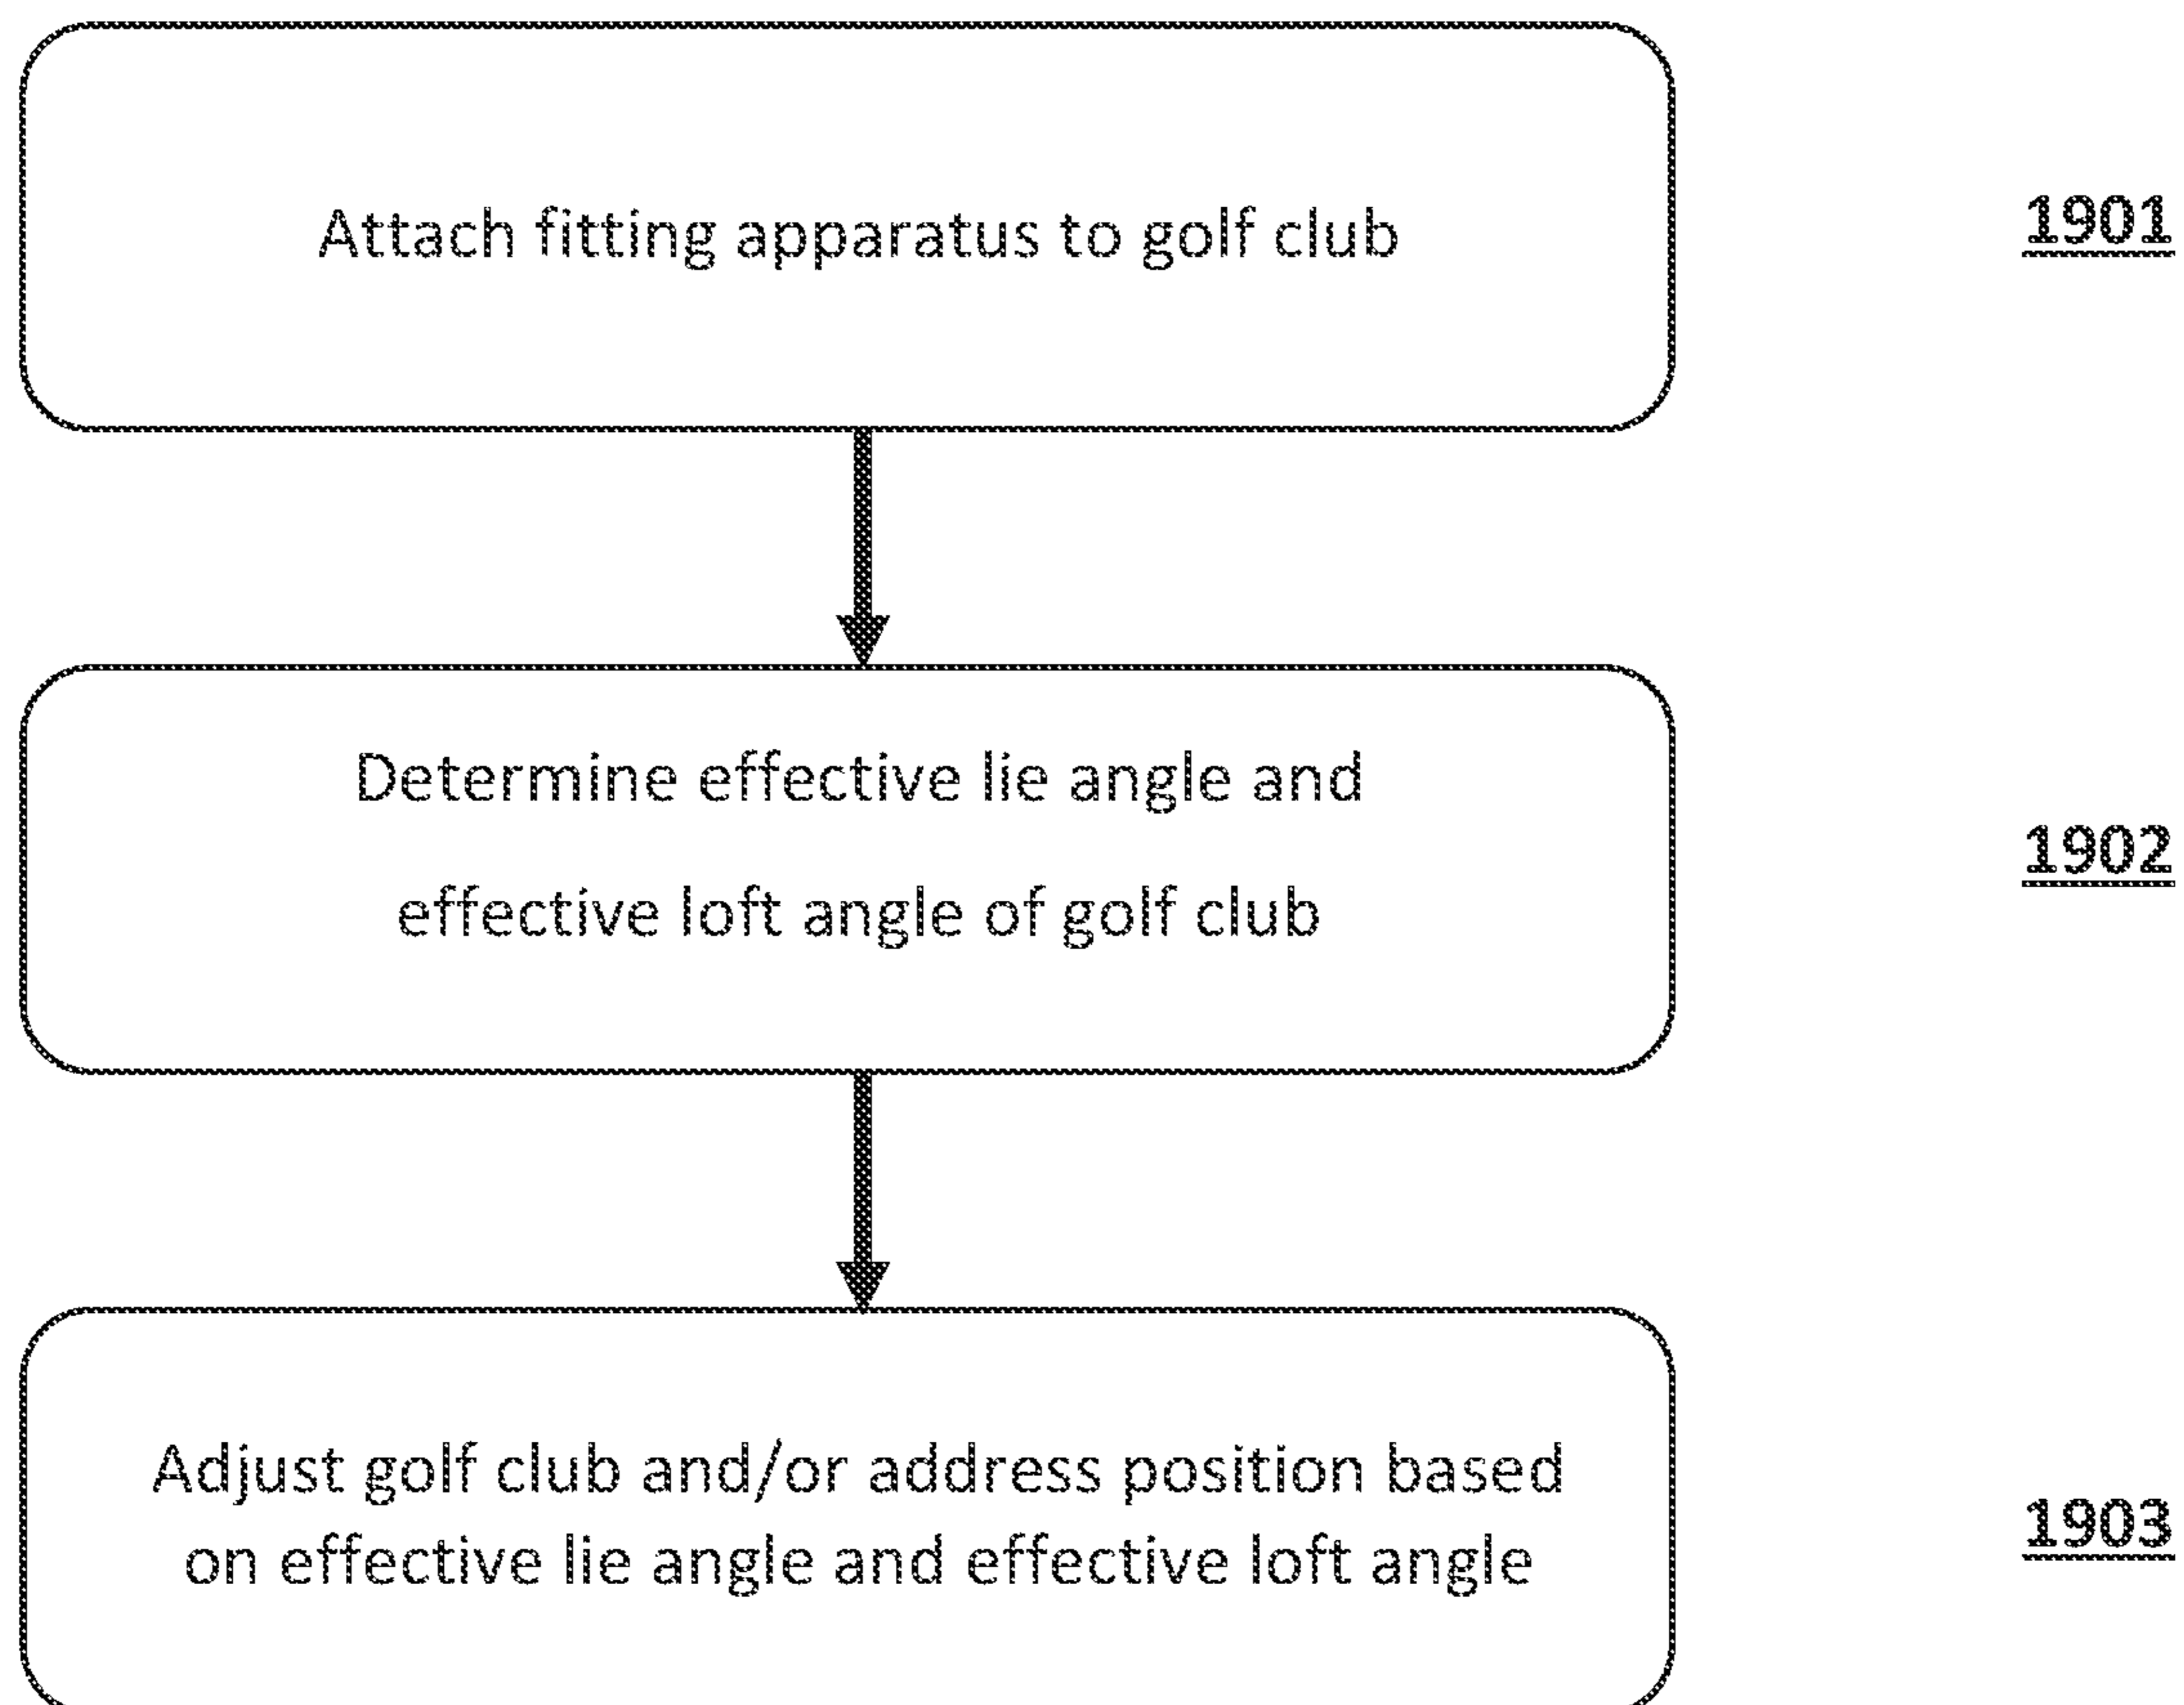 Attach fitting apparatus to golf club
1901
Determine effective lie angle and
effective loft angle of golf club
1902
Adjust golf club and/or address position based
on effective lie angle and effective loft angle
1903